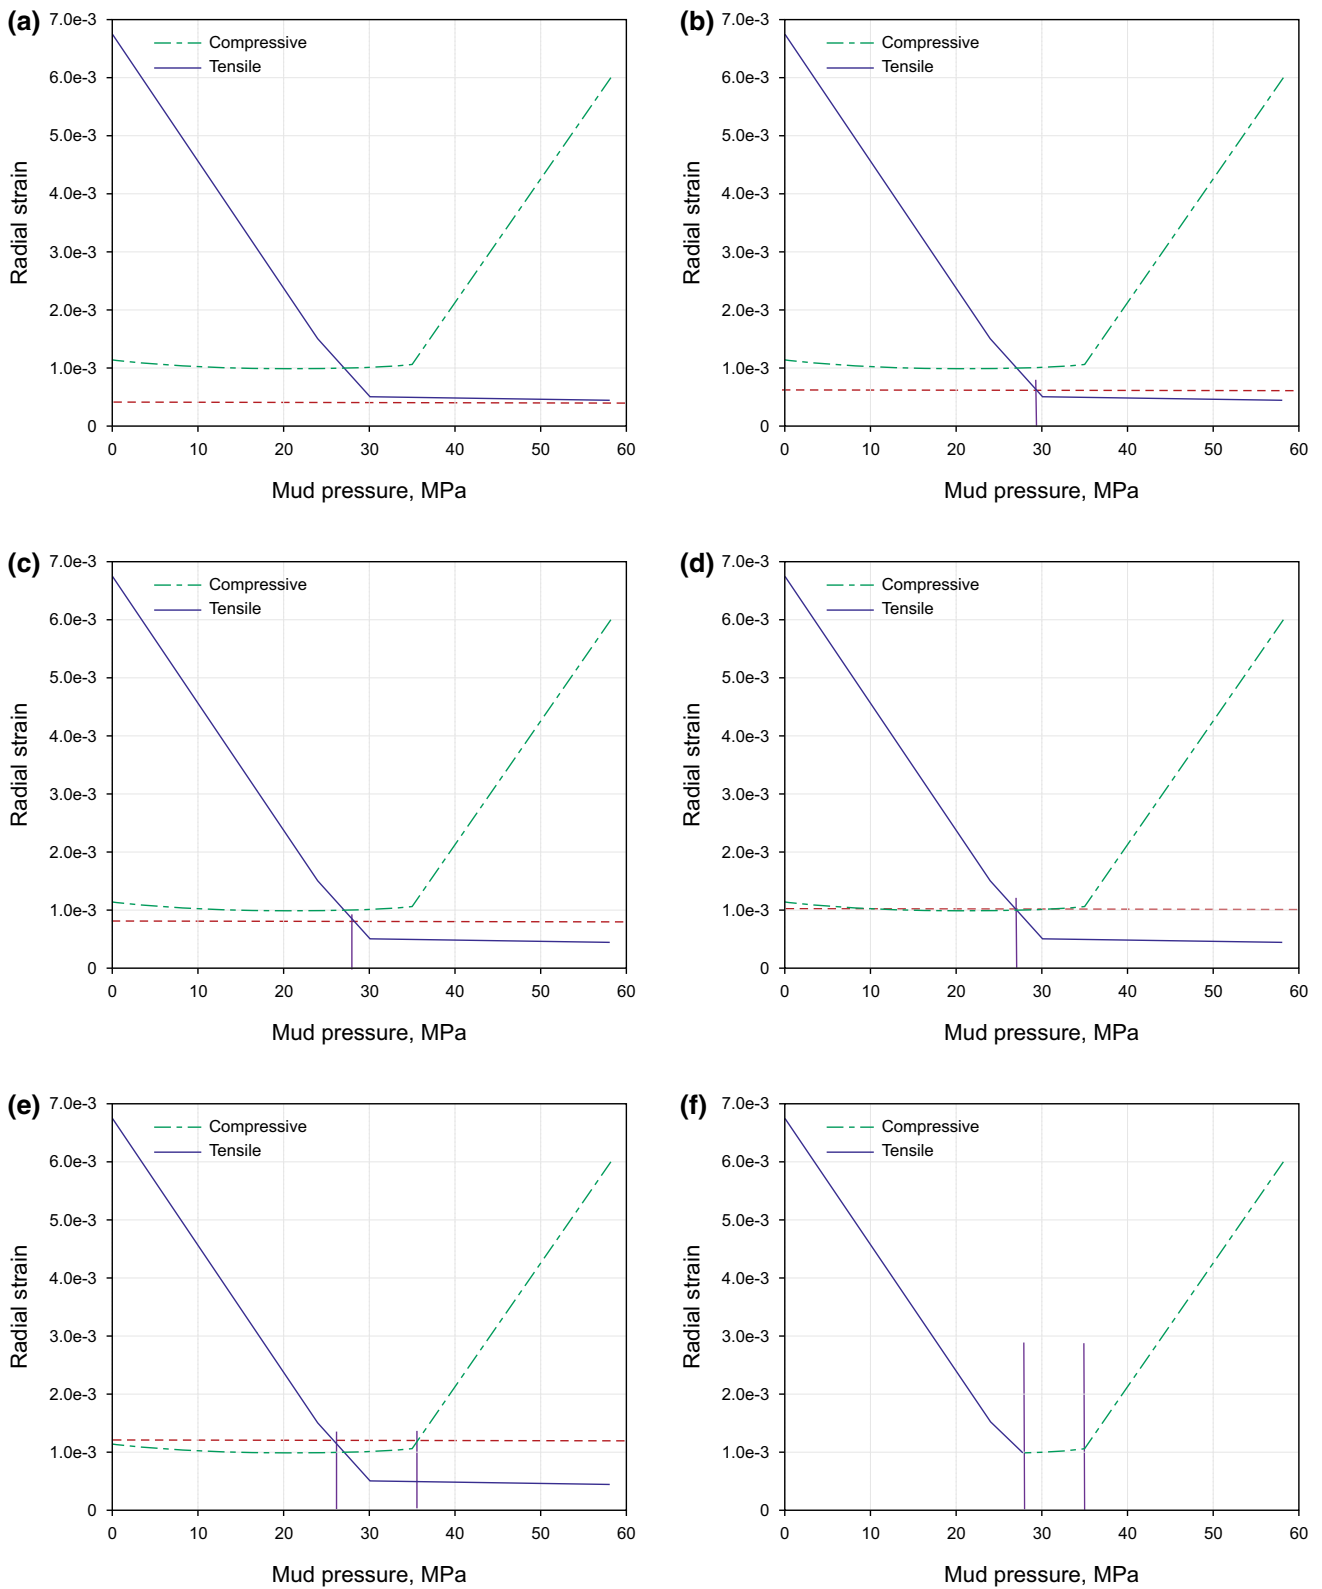 (a)
7.0e-3
6.0e-3
5.0e-3
4.0e-3
3.0e-3
2.0e-3
1.0e-3
0
Radial strain
Compressive
Tensile
0 10 20 30 40 50 60
Mud pressure, MPa
(b)
7.0e-3
6.0e-3
5.0e-3
4.0e-3
3.0e-3
2.0e-3
1.0e-3
0
Radial strain
Compressive
Tensile
0 10 20 30 40 50 60
Mud pressure, MPa
(c)
7.0e-3
6.0e-3
5.0e-3
4.0e-3
3.0e-3
2.0e-3
1.0e-3
0
Radial strain
Compressive
Tensile
0 10 20 30 40 50 60
Mud pressure, MPa
(d)
7.0e-3
6.0e-3
5.0e-3
4.0e-3
3.0e-3
2.0e-3
1.0e-3
0
Radial strain
Compressive
Tensile
0 10 20 30 40 50 60
Mud pressure, MPa
(e)
7.0e-3
6.0e-3
5.0e-3
4.0e-3
3.0e-3
2.0e-3
1.0e-3
0
Radial strain
Compressive
Tensile
0 10 20 30 40 50 60
Mud pressure, MPa
(f)
7.0e-3
6.0e-3
5.0e-3
4.0e-3
3.0e-3
2.0e-3
1.0e-3
0
Radial strain
Compressive
Tensile
0 10 20 30 40 50 60
Mud pressure, MPa